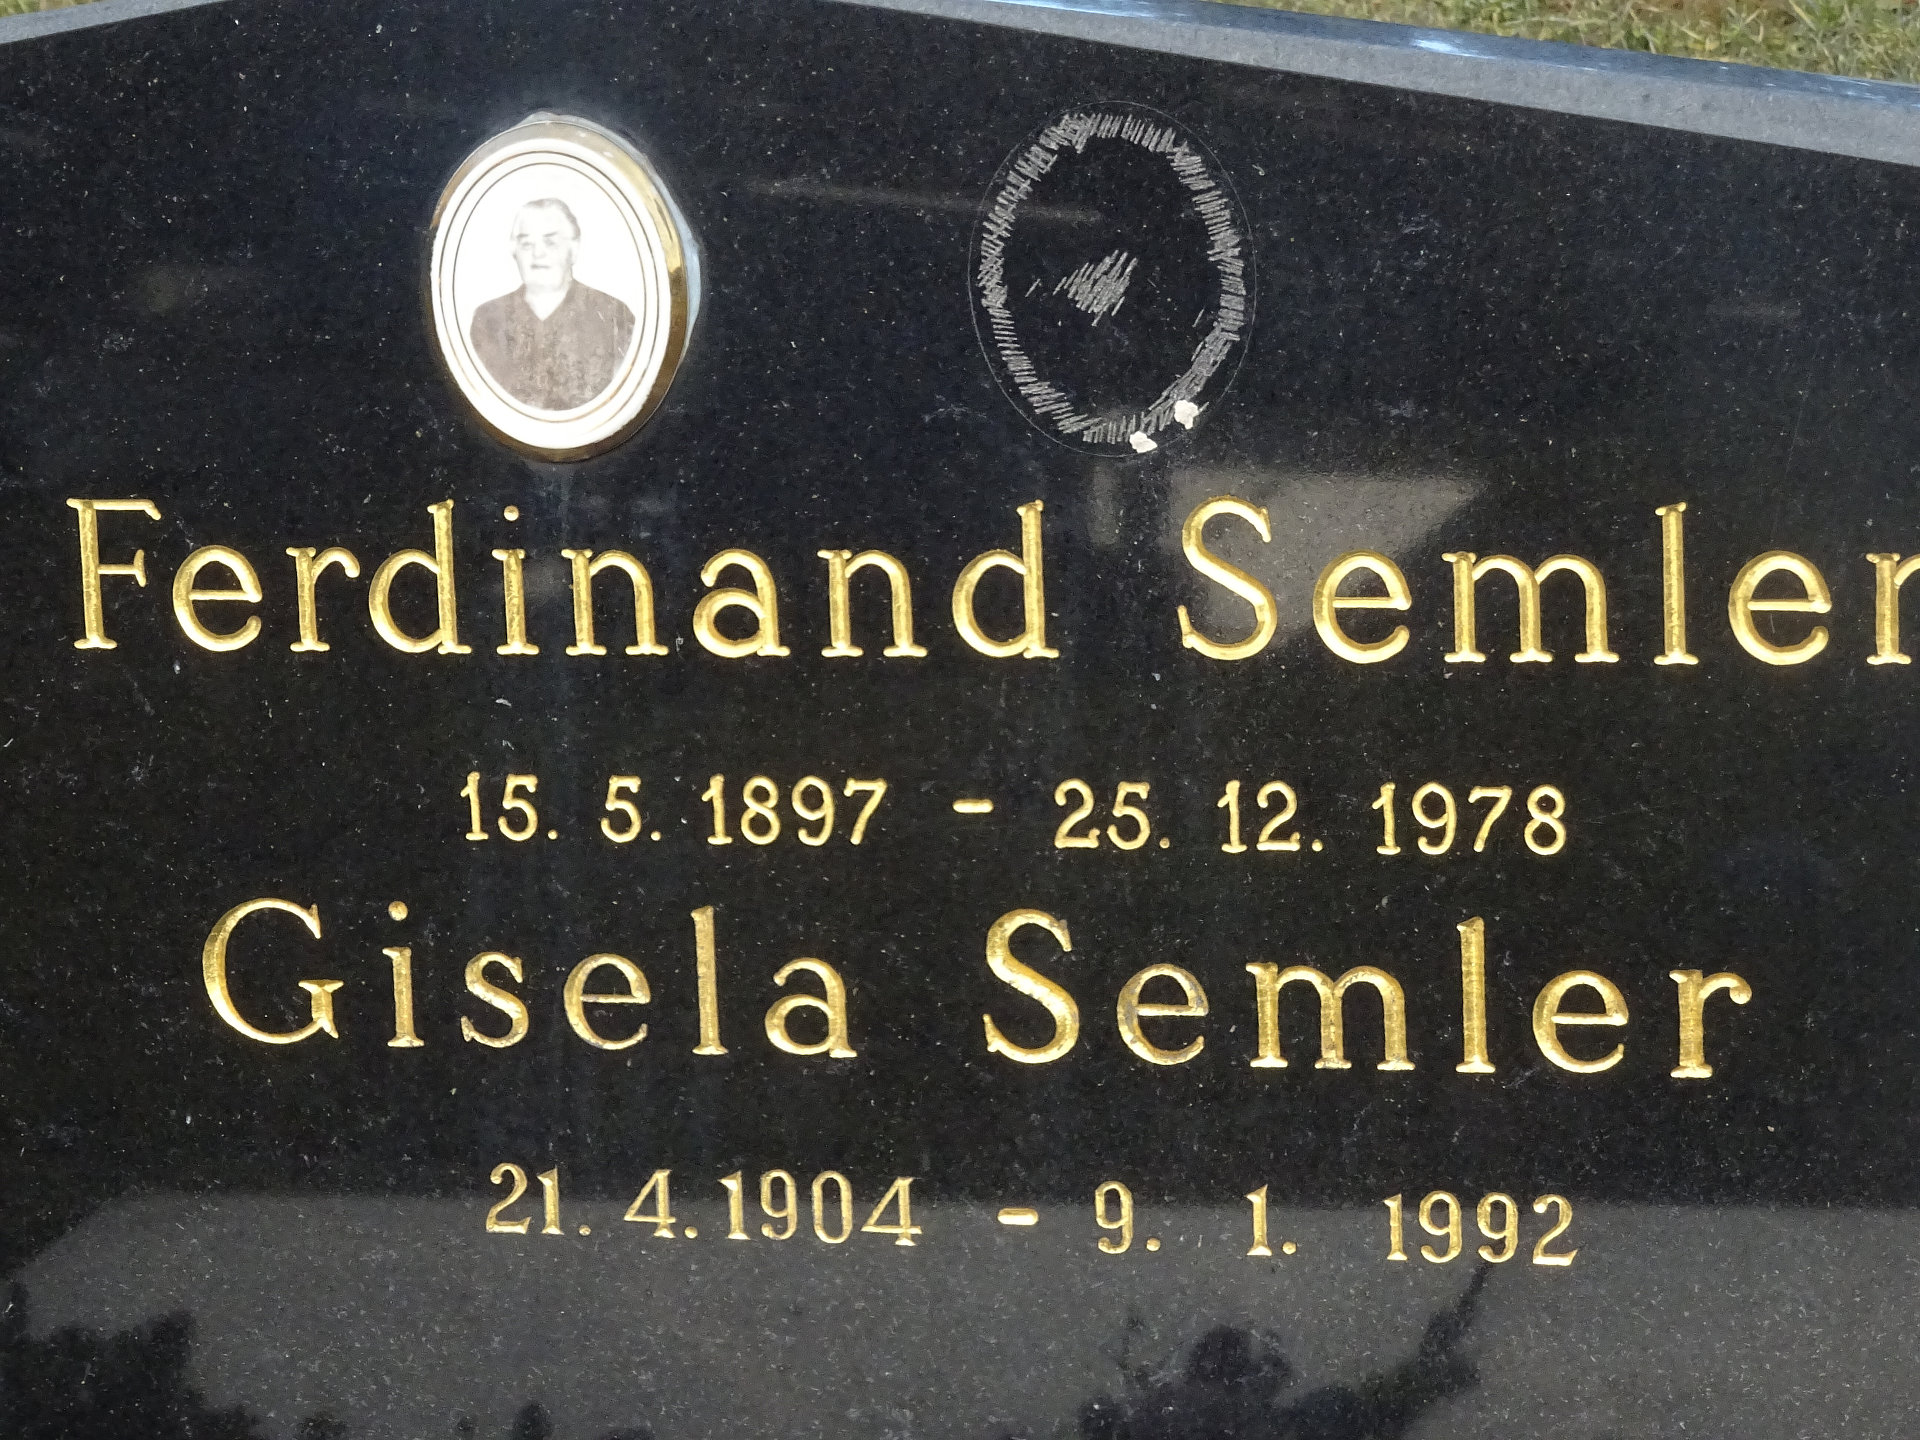 Ferdinand Semler
15. 5. 1897 - 25. 12. 1978
Gisela Semler
21. 4. 1904 - 9. 1. 1992